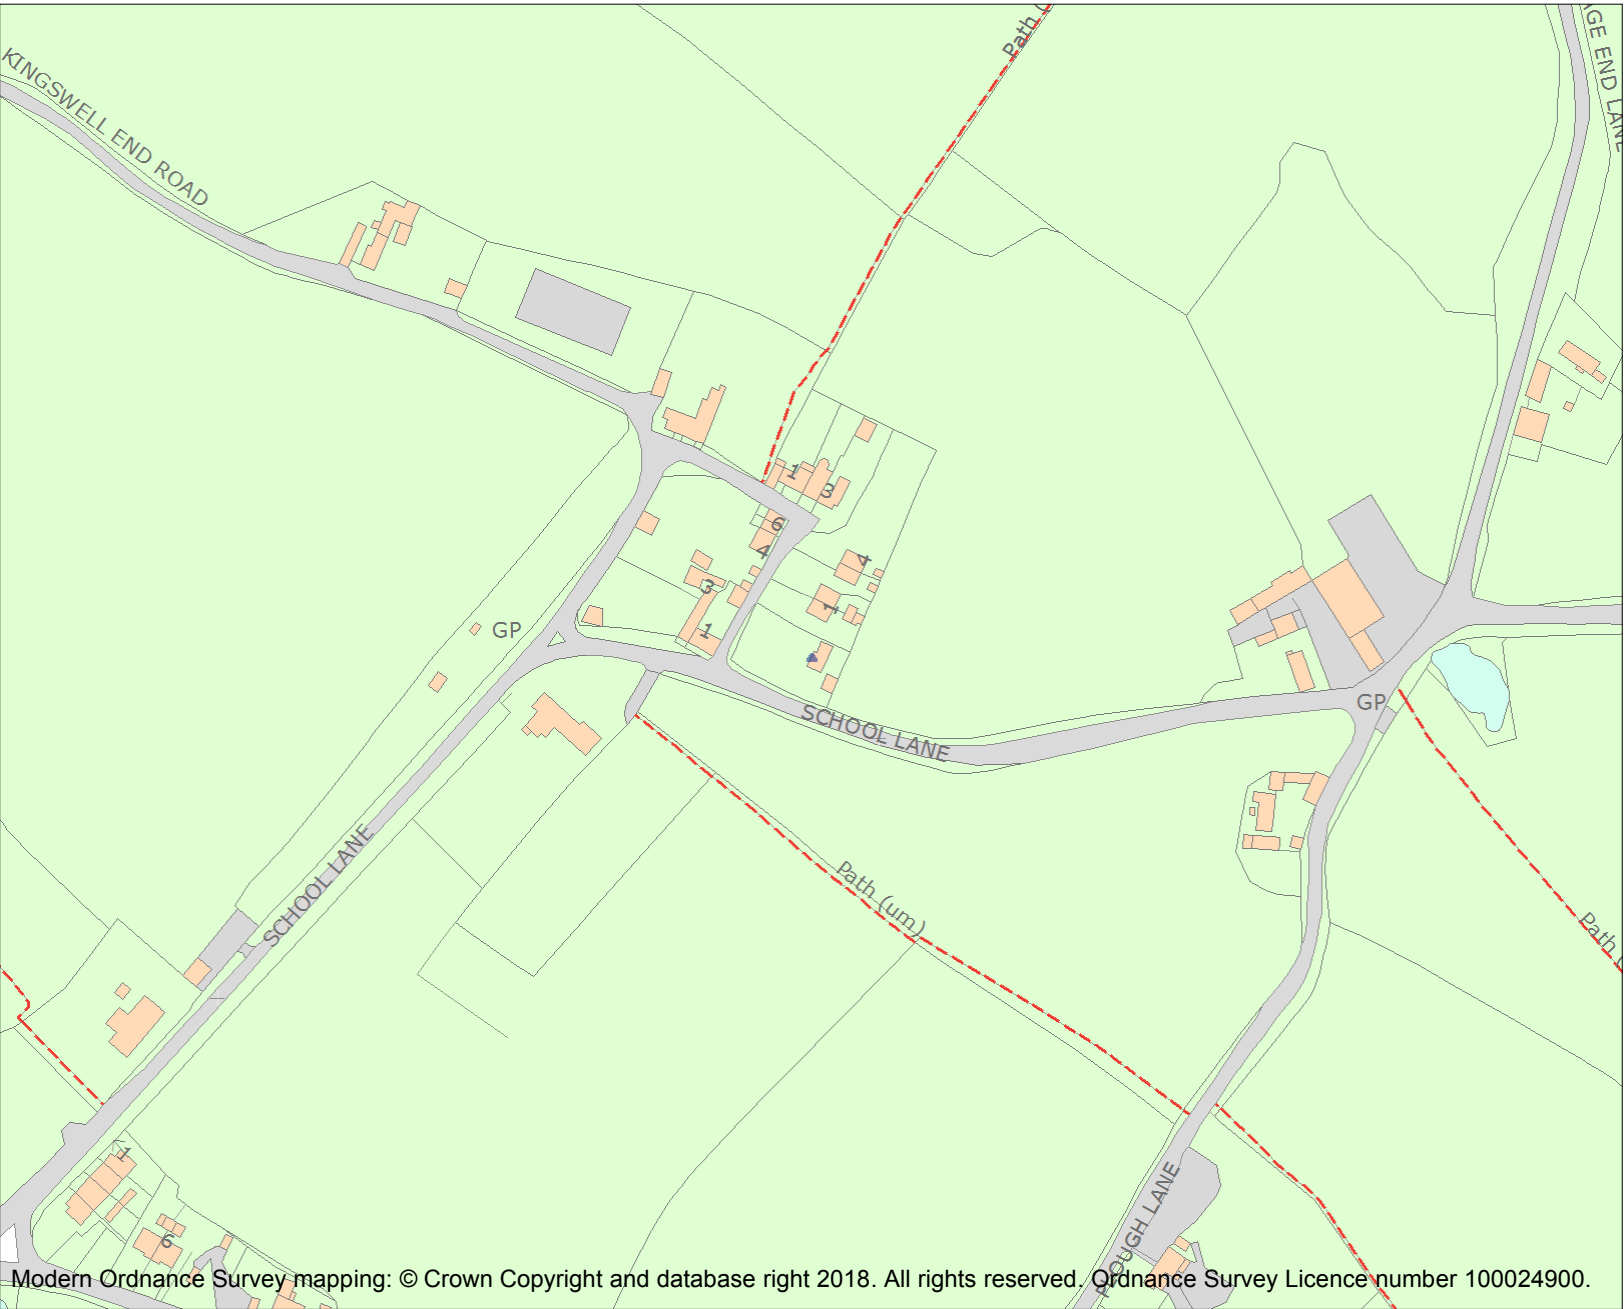 Path (
GE END LANE
KINGSWELL END ROAD
1
3
6
4
4
3
1
1
GP
SCHOOL LANE
GP
SCHOOL LANE
Path (um)
Path (
1
6
POUGH LANE
Modern Ordnance Survey mapping: © Crown Copyright and database right 2018. All rights reserved. Ordnance Survey Licence number 100024900.